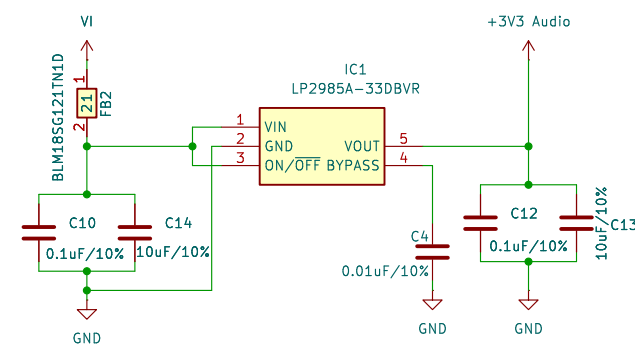 VI
+3V3 Audio
BLM18SG121TN1D
1
21
FB2
2
IC1
LP2985A-33DBVR
1
VIN
2
GND
VOUT
5
3
ON/OFF
BYPASS
4
C10
0.1uF/10%
C14
10uF/10%
C4
0.01uF/10%
C12
0.1uF/10%
10uF/10%
C13
GND
GND
GND